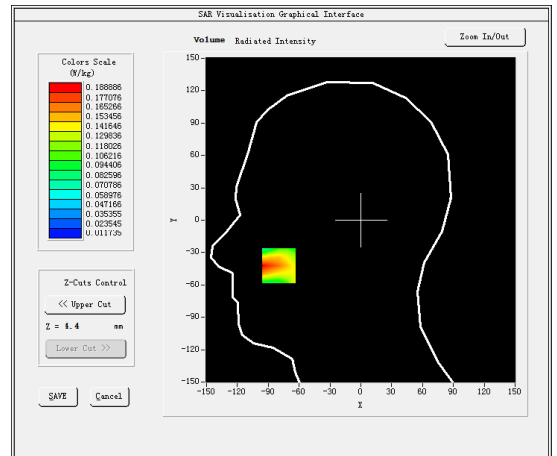 SAR Visualisation Graphical Interface
Volume Radiated Intensity
Zoom In/Out
Colors Scale
(W/kg)
0.188886
0.177076
0.165266
0.153456
0.141646
0.129836
0.118026
0.106216
0.094406
0.082596
0.070786
0.058976
0.047166
0.035355
0.023545
0.011735
Z-Cuts Control
<< Upper Cut
Z = 4.4 mm
Lower Cut >>
SAVE Cancel
150
120
90
60
30
0
-30
-60
-90
-120
-150
Y
-150 -120 -90 -60 -30 0 30 60 90 120 150
X